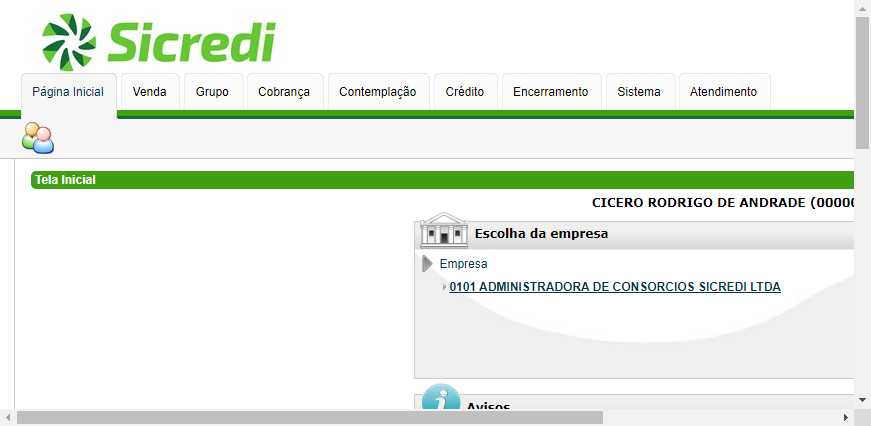 Sicredi
Página Inicial Venda Grupo Cobrança Contemplação Crédito Encerramento Sistema Atendimento
Tela Inicial
CICERO RODRIGO DE ANDRADE (00000
Escolha da empresa
Empresa
0101 ADMINISTRADORA DE CONSORCIOS SICREDI LTDA
i
Avisos